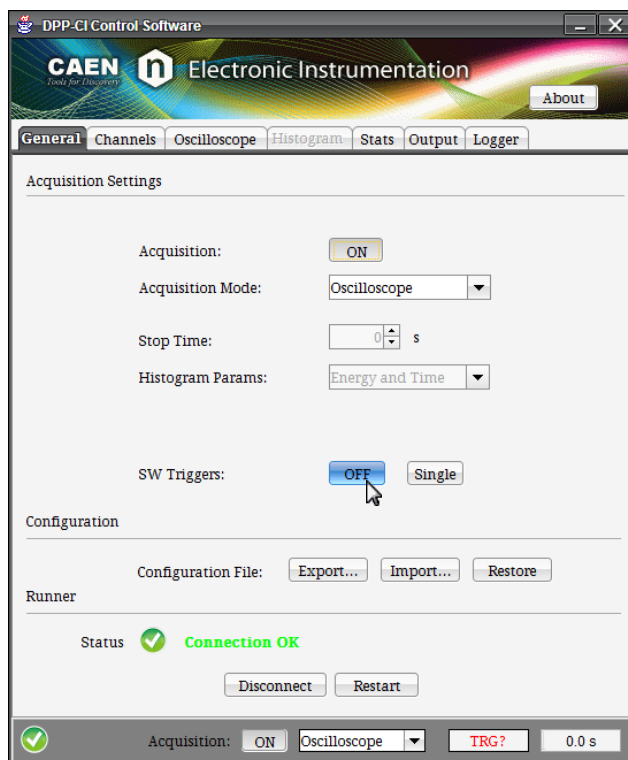 DPP-CI Control Software
CAEN n Electronic Instrumentation
Tools for Discovery
About
General Channels Oscilloscope Histogram Stats Output Logger
Acquisition Settings
Acquisition: ON
Acquisition Mode: Oscilloscope
Stop Time: 0 s
Histogram Params: Energy and Time
SW Triggers: OFF Single
Configuration
Configuration File: Export... Import... Restore
Runner
Status Connection OK
Disconnect Restart
Acquisition: ON Oscilloscope TRG? 0.0 s